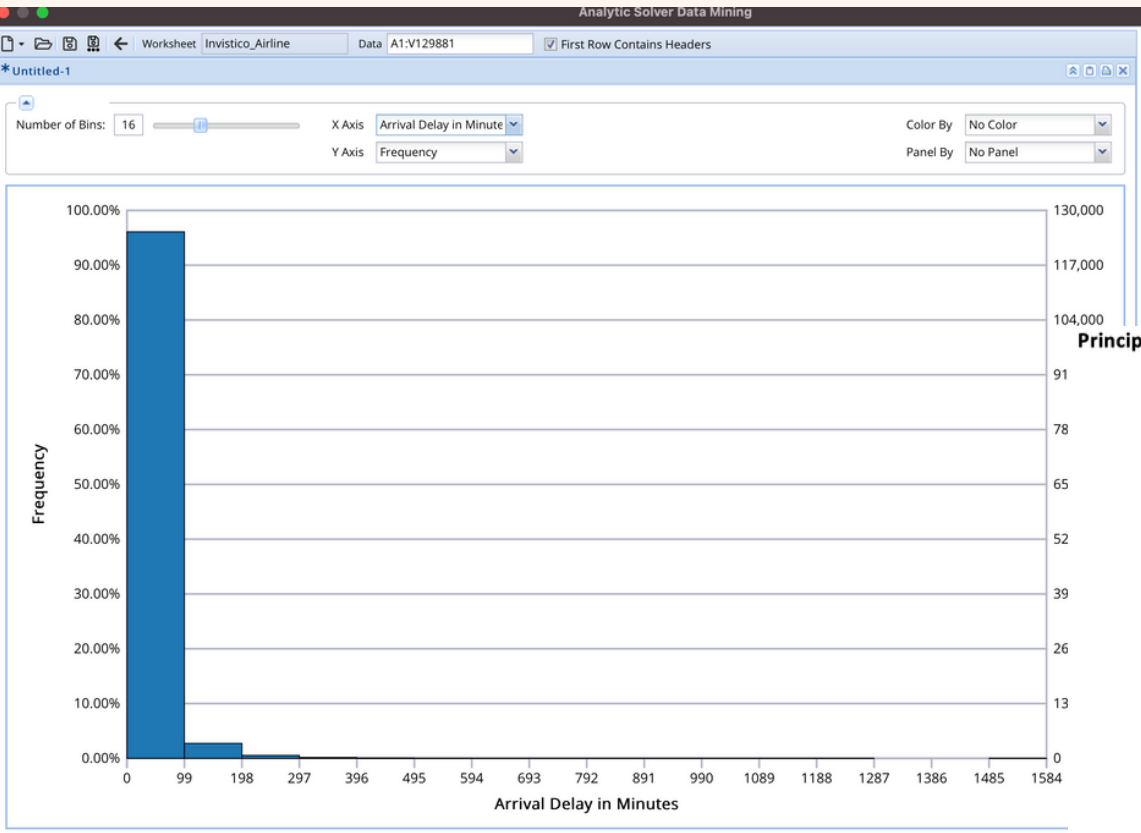 Analytic Solver Data Mining
Worksheet Invistico_Airline Data A1:V129881 First Row Contains Headers
*Untitled-1
Number of Bins: 16 X Axis Arrival Delay in Minute Color By No Color
Y Axis Frequency Panel By No Panel
100.00% 130,000
90.00% 117,000
80.00% 104,000
Princip
70.00% 91
60.00% 78
Frequency
50.00% 65
40.00% 52
30.00% 39
20.00% 26
10.00% 13
0.00% 0
0 99 198 297 396 495 594 693 792 891 990 1089 1188 1287 1386 1485 1584
Arrival Delay in Minutes